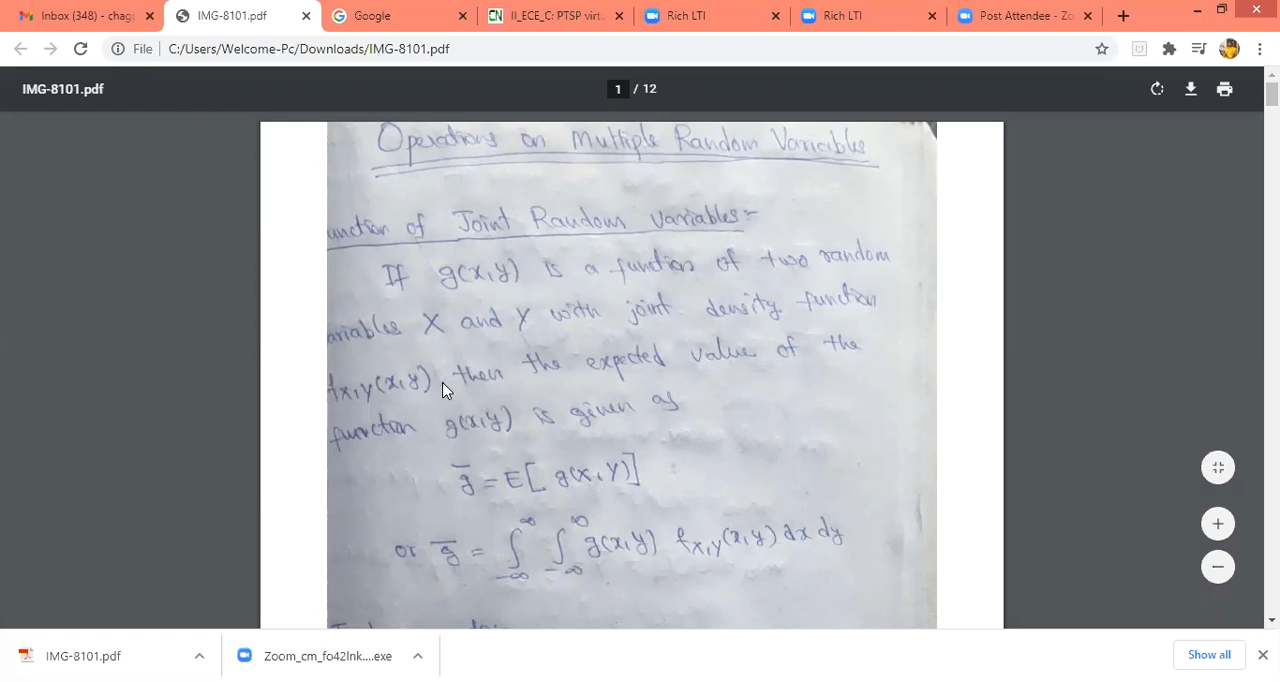 Inbox (348) - chag
IMG-8101.pdf
Google
II_ECE_C: PTSP virt
Rich LTI
Rich LTI
Post Attendee - Zo
File C:/Users/Welcome-Pc/Downloads/IMG-8101.pdf
IMG-8101.pdf
1 / 12
Operations on Multiple Random Variables
unction of Joint Random Variables:-
If g(x,y) is a function of two random
ariables X and Y with joint density function
fX,Y(x,y) then the expected value of the
function g(x,y) is given as
g̅ = E[g(X,Y)]
or g̅ = ∫-∞^∞ ∫-∞^∞ g(x,y) fX,Y(x,y) dx dy
IMG-8101.pdf
Zoom_cm_fo42lnk....exe
Show all